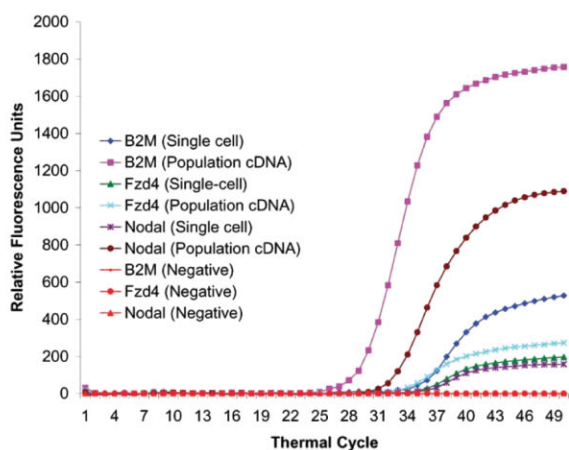 2000
1800
1600
1400
1200
1000
800
600
400
200
0
Relative Fluorescence Units
B2M (Single cell)
B2M (Population cDNA)
Fzd4 (Single-cell)
Fzd4 (Population cDNA)
Nodal (Single cell)
Nodal (Population cDNA)
B2M (Negative)
Fzd4 (Negative)
Nodal (Negative)
1 4 7 10 13 16 19 22 25 28 31 34 37 40 43 46 49
Thermal Cycle